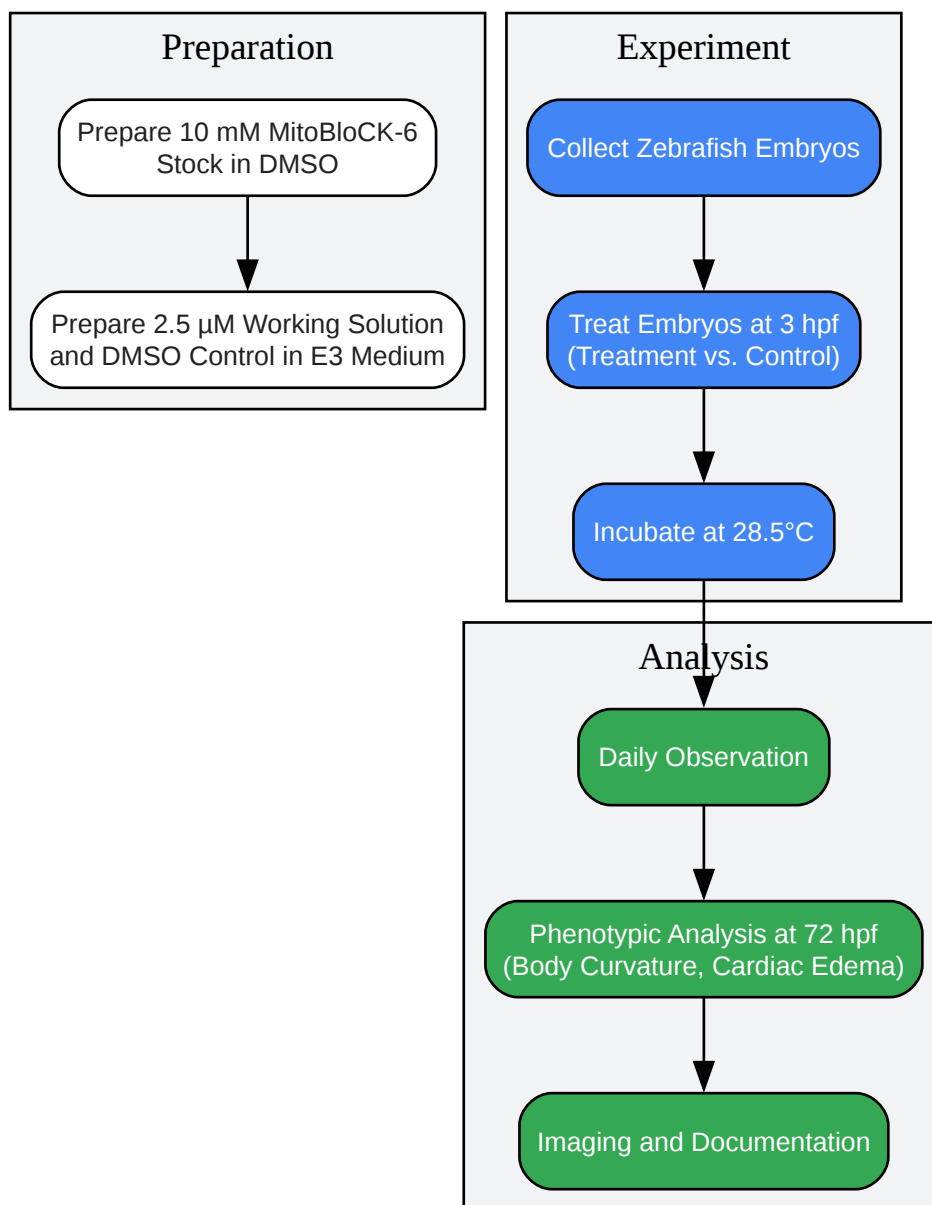 Preparation
Prepare 10 mM MitoBloCK-6
Stock in DMSO
Prepare 2.5 µM Working Solution
and DMSO Control in E3 Medium
Experiment
Collect Zebrafish Embryos
Treat Embryos at 3 hpf
(Treatment vs. Control)
Incubate at 28.5°C
Analysis
Daily Observation
Phenotypic Analysis at 72 hpf
(Body Curvature, Cardiac Edema)
Imaging and Documentation